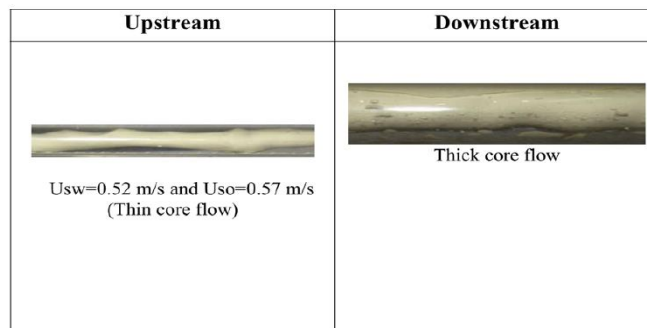 Upstream
Downstream
Usw=0.52 m/s and Uso=0.57 m/s
(Thin core flow)
Thick core flow